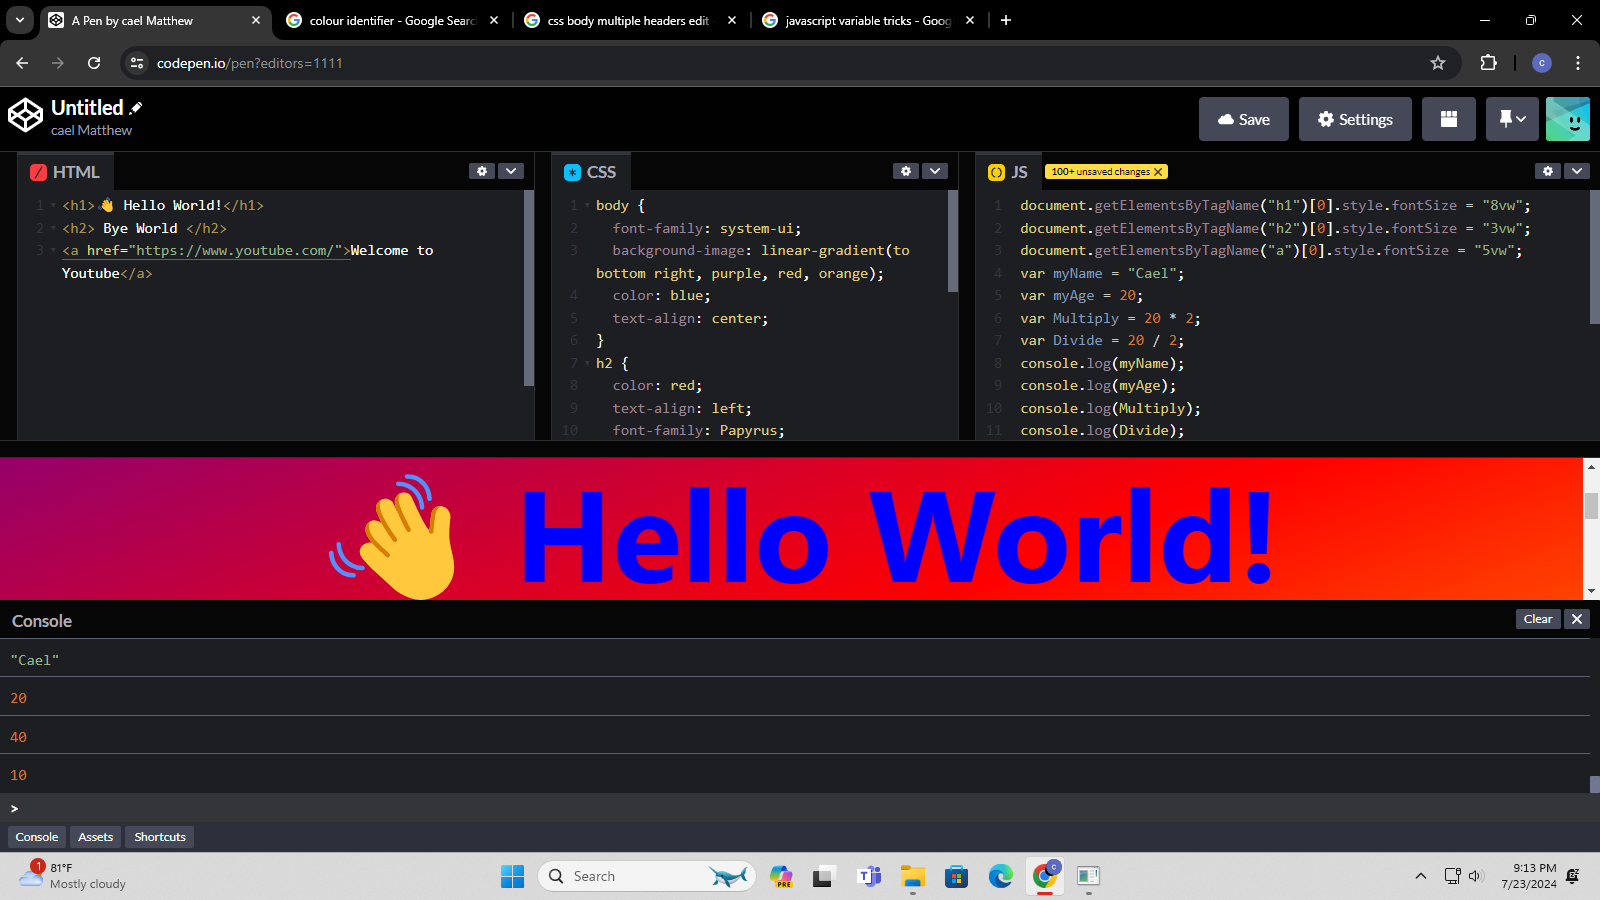 A Pen by cael Matthew
colour identifier - Google Searc
css body multiple headers edit
javascript variable tricks - Goog
codepen.io/pen?editors=1111
c
Untitled
cael Matthew
Save
Settings
HTML
1 <h1>👋 Hello World!</h1>
2 <h2> Bye World </h2>
3 <a href="https://www.youtube.com/">Welcome to
Youtube</a>
CSS
1 body {
2 font-family: system-ui;
3 background-image: linear-gradient(to
bottom right, purple, red, orange);
4 color: blue;
5 text-align: center;
6 }
7 h2 {
8 color: red;
9 text-align: left;
10 font-family: Papyrus;
JS
100+ unsaved changes
1 document.getElementsByTagName("h1")[0].style.fontSize = "8vw";
2 document.getElementsByTagName("h2")[0].style.fontSize = "3vw";
3 document.getElementsByTagName("a")[0].style.fontSize = "5vw";
4 var myName = "Cael";
5 var myAge = 20;
6 var Multiply = 20 * 2;
7 var Divide = 20 / 2;
8 console.log(myName);
9 console.log(myAge);
10 console.log(Multiply);
11 console.log(Divide);
👋 Hello World!
Console
Clear
"Cael"
20
40
10
>
Console
Assets
Shortcuts
1
81°F
Mostly cloudy
Search
PRE
c
9:13 PM
7/23/2024